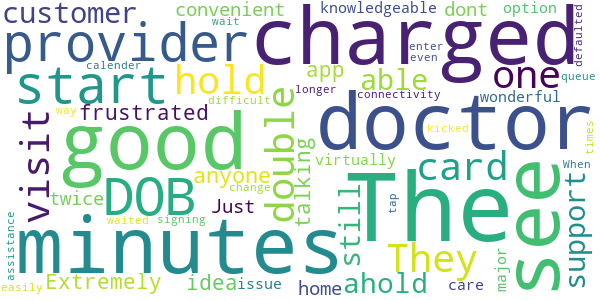 customer
convenient
wait
knowledgeable
dont
option
defaulted
provider
charged
enter
even
calender
start
hold
app
able
one
queue
longer
connectivity
wonderful
difficult
way
frustrated
visit
good
double
doctor
kicked
times
anyone
virtually
card
When
twice
DOB
change
talking
still
Thee
see
support
Just
tap
waited
signing
minutes
They
major
assistance
easily
Extremely
idea
issue
home
ahold
care